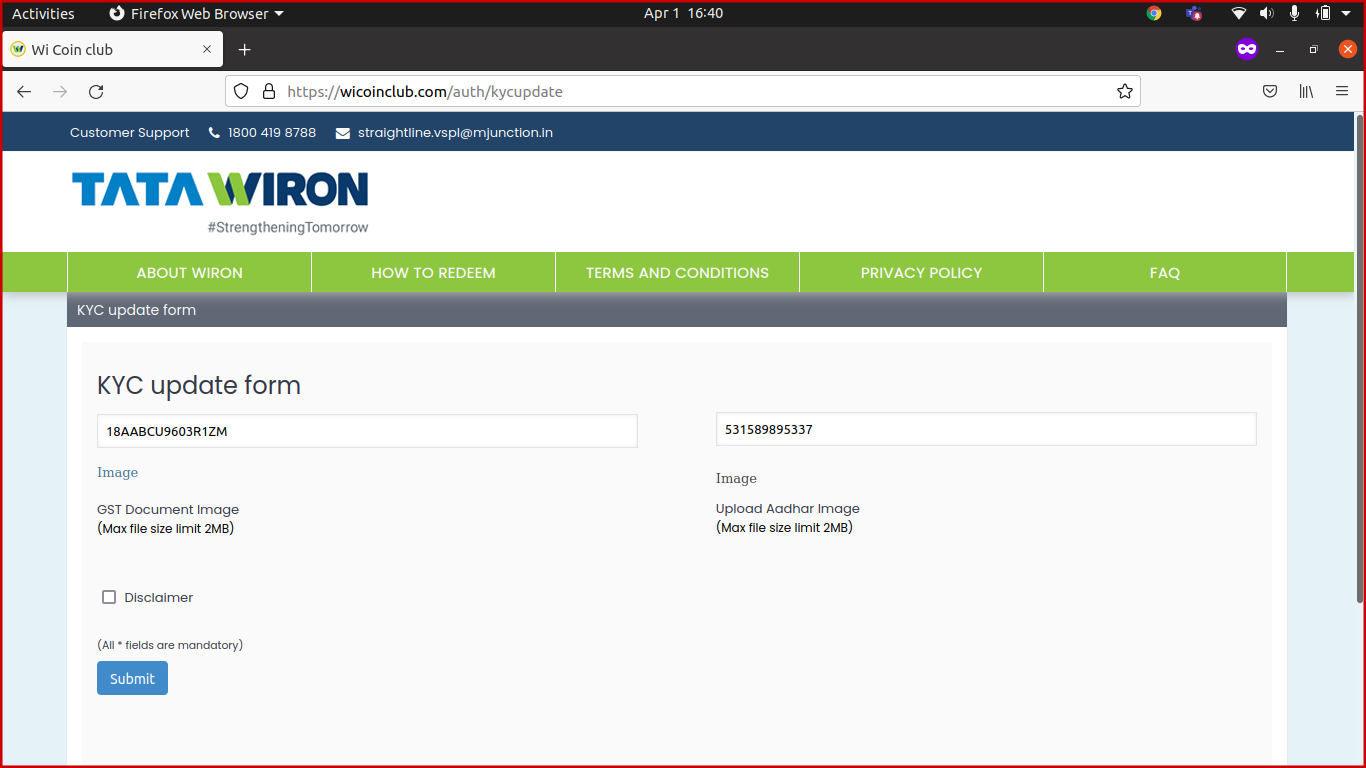 Activities Firefox Web Browser Apr 1 16:40
Wi Coin club
https://wicoinclub.com/auth/kycupdate
Customer Support 1800 419 8788 straightline.vspl@mjunction.in
TATA WIRON
#StrengtheningTomorrow
ABOUT WIRON HOW TO REDEEM TERMS AND CONDITIONS PRIVACY POLICY FAQ
KYC update form
KYC update form
18AABCU9603R1ZM 531589895337
Image Image
GST Document Image Upload Aadhar Image
(Max file size limit 2MB) (Max file size limit 2MB)
Disclaimer
(All * fields are mandatory)
Submit